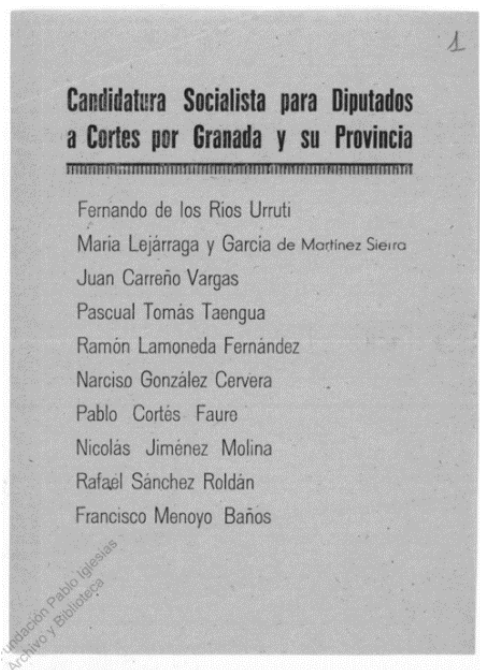 1
Candidatura Socialista para Diputados
a Cortes por Granada y su Provincia
Fernando de los Rios Urruti
Maria Lejárraga y Garcia de Martínez Sierra
Juan Carreño Vargas
Pascual Tomás Taengua
Ramón Lamoneda Fernández
Narciso González Cervera
Pablo Cortés Faure
Nicolás Jiménez Molina
Rafael Sánchez Roldán
Francisco Menoyo Baños
undación Pablo Iglesias
Archivo y Biblioteca